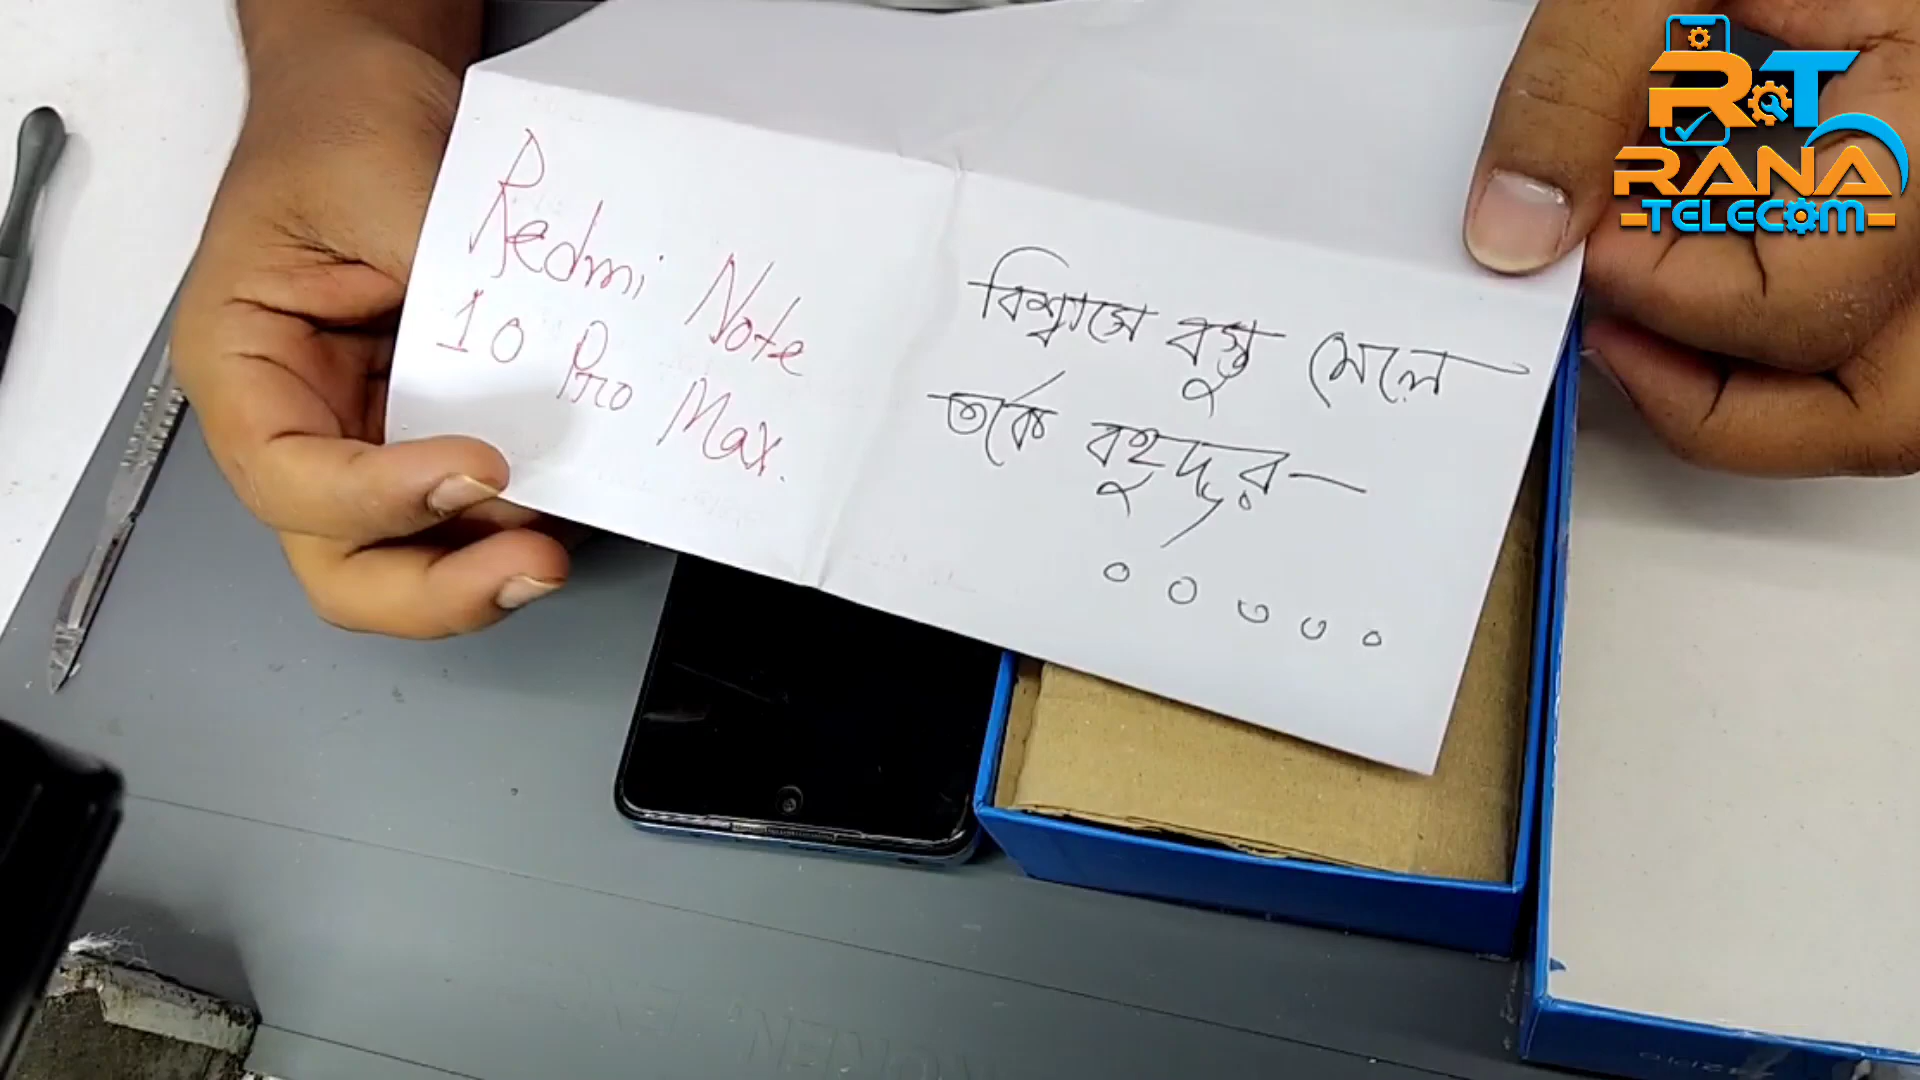 Redmi Note
10 Pro Max.
বিশ্বাসে বস্তু মেলে
তর্কে বহুদূর
RT
RANA
TELECOM